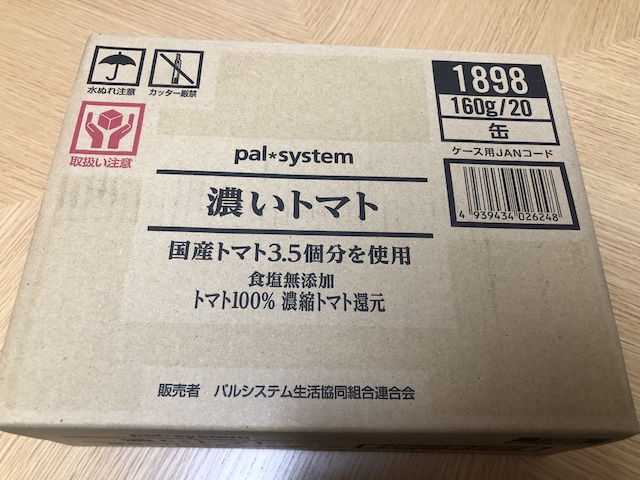 水ぬれ注意
カッター厳禁
取扱い注意
1898
160g/20
缶
ケース用JANコード
4 939434 026248
pal*system
濃いトマト
国産トマト3.5個分を使用
食塩無添加
トマト100% 濃縮トマト還元
販売者 パルシステム生活協同組合連合会